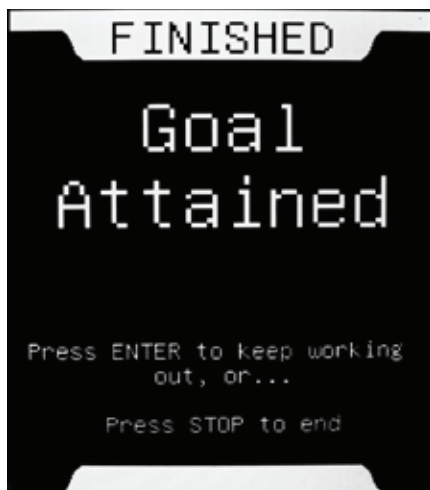 FINISHED
Goal
Attained
Press ENTER to keep working
out, or...
Press STOP to end